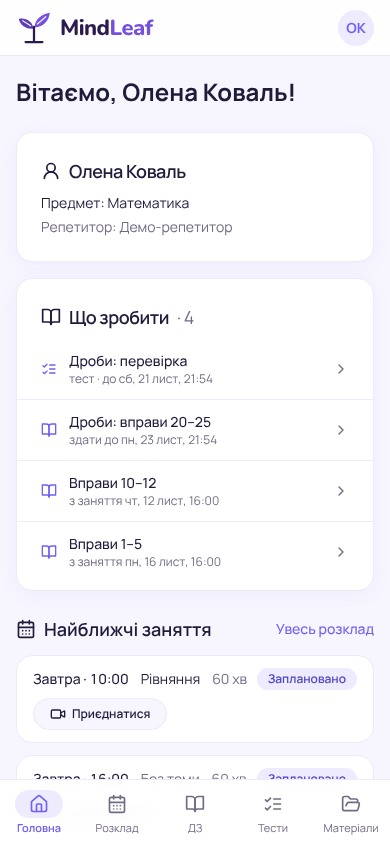 MindLeaf
ОК
Вітаємо, Олена Коваль!
Олена Коваль
Предмет: Математика
Репетитор: Демо-репетитор
Що зробити · 4
Дроби: перевірка
тест · до сб, 21 лист, 21:54
Дроби: вправи 20–25
здати до пн, 23 лист, 21:54
Вправи 10–12
з заняття чт, 12 лист, 16:00
Вправи 1–5
з заняття пн, 16 лист, 16:00
Найближчі заняття Увесь розклад
Завтра · 10:00 Рівняння 60 хв Заплановано
Приєднатися
Завтра · 16:00 Без теми 60 хв Заплановано
Головна Розклад ДЗ Тести Матеріали